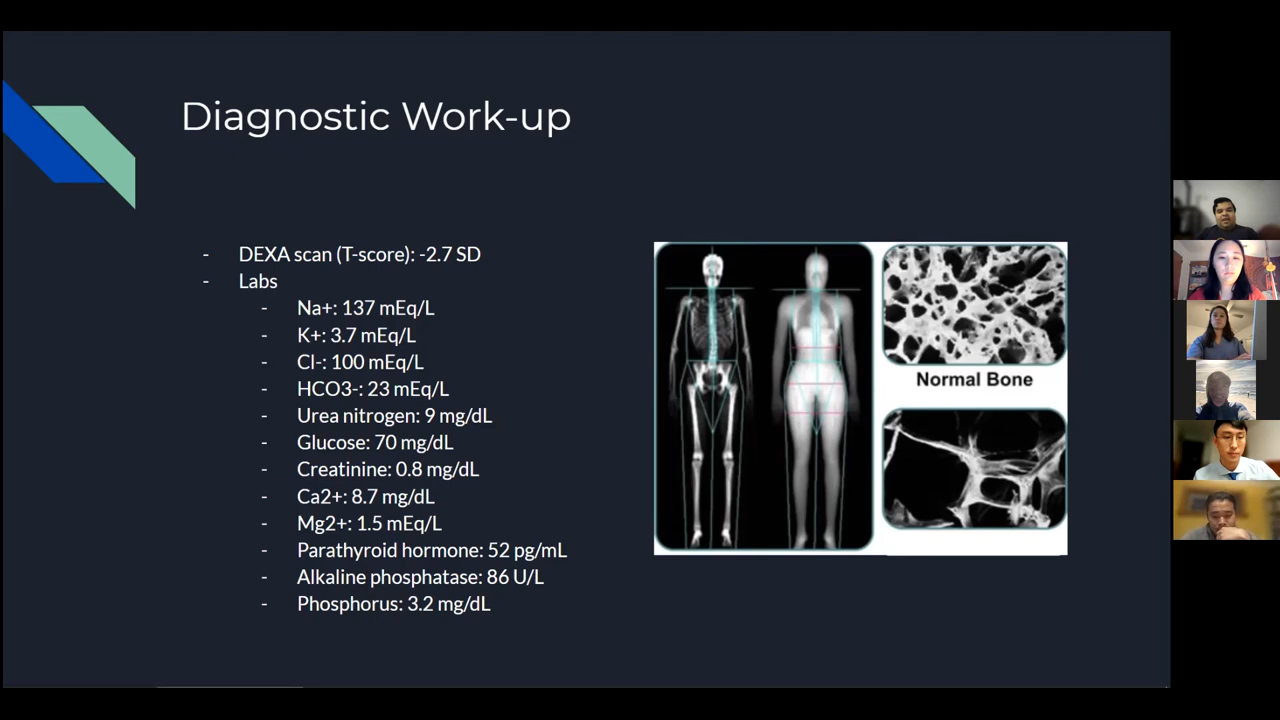 Diagnostic Work-up
- DEXA scan (T-score): -2.7 SD
- Labs
- Na+: 137 mEq/L
- K+: 3.7 mEq/L
- Cl-: 100 mEq/L
- HCO3-: 23 mEq/L
- Urea nitrogen: 9 mg/dL
- Glucose: 70 mg/dL
- Creatinine: 0.8 mg/dL
- Ca2+: 8.7 mg/dL
- Mg2+: 1.5 mEq/L
- Parathyroid hormone: 52 pg/mL
- Alkaline phosphatase: 86 U/L
- Phosphorus: 3.2 mg/dL
Normal Bone